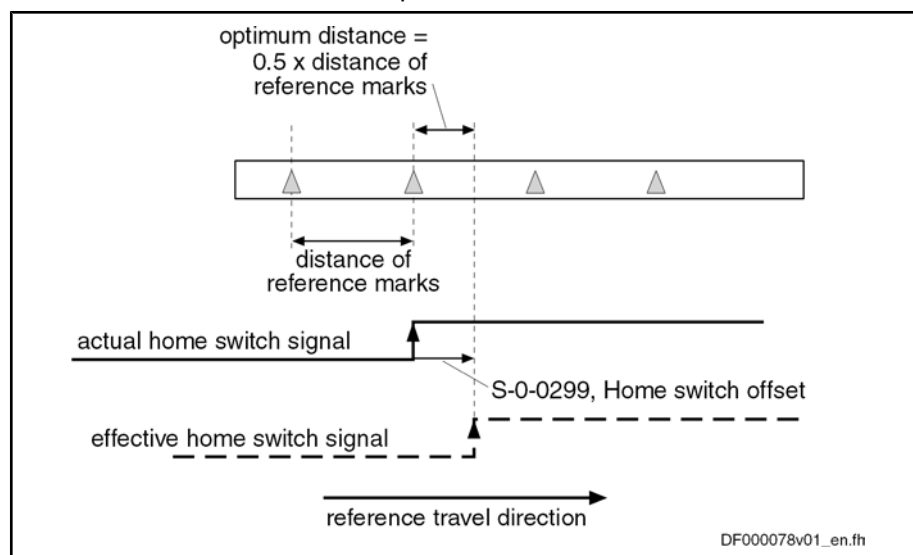 optimum distance =
0.5 x distance of
reference marks
distance of
reference marks
actual home switch signal
S-0-0299, Home switch offset
effective home switch signal
reference travel direction
DF000078v01_en.fh